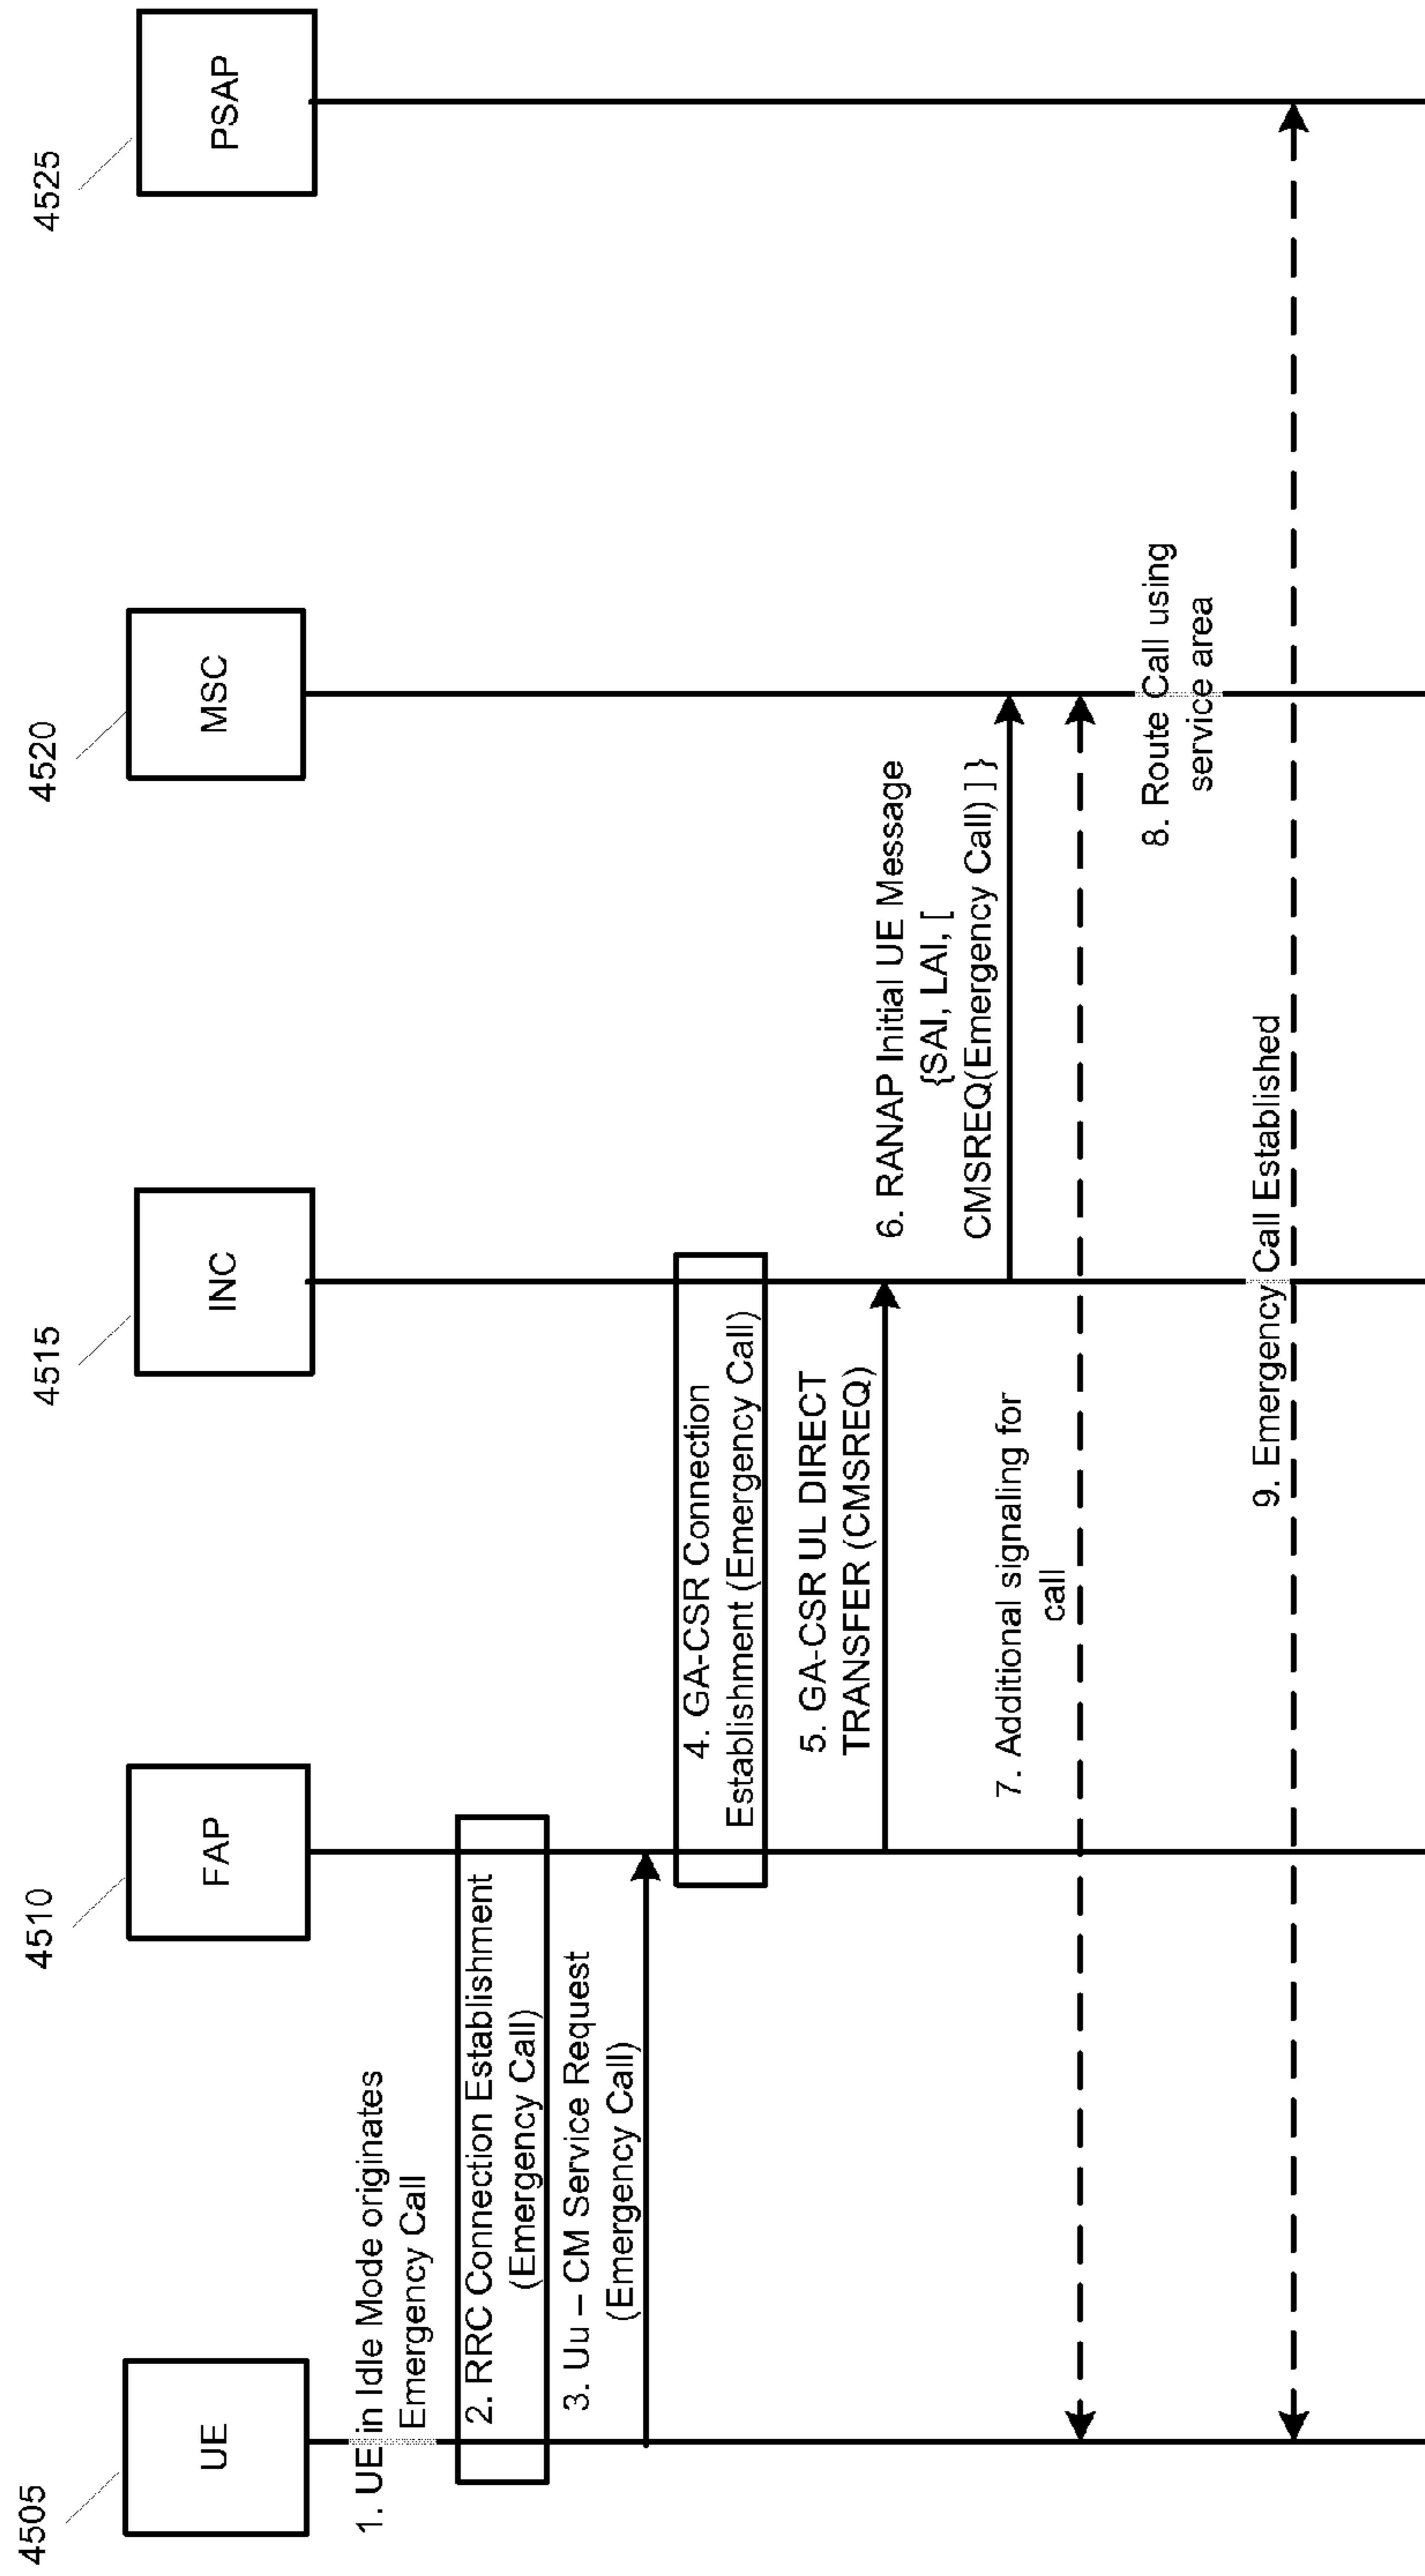 4505
4510
4515
4520
4525
UE
FAP
INC
MSC
PSAP
1. UE in Idle Mode originates
Emergency Call
2. RRC Connection Establishment
(Emergency Call)
3. Uu – CM Service Request
(Emergency Call)
4. GA-CSR Connection
Establishment (Emergency Call)
5. GA-CSR UL DIRECT
TRANSFER (CMSREQ)
6. RANAP Initial UE Message
{SAI, LAI, [
CMSREQ(Emergency Call) ] }
7. Additional signaling for
call
8. Route Call using
service area
9. Emergency Call Established